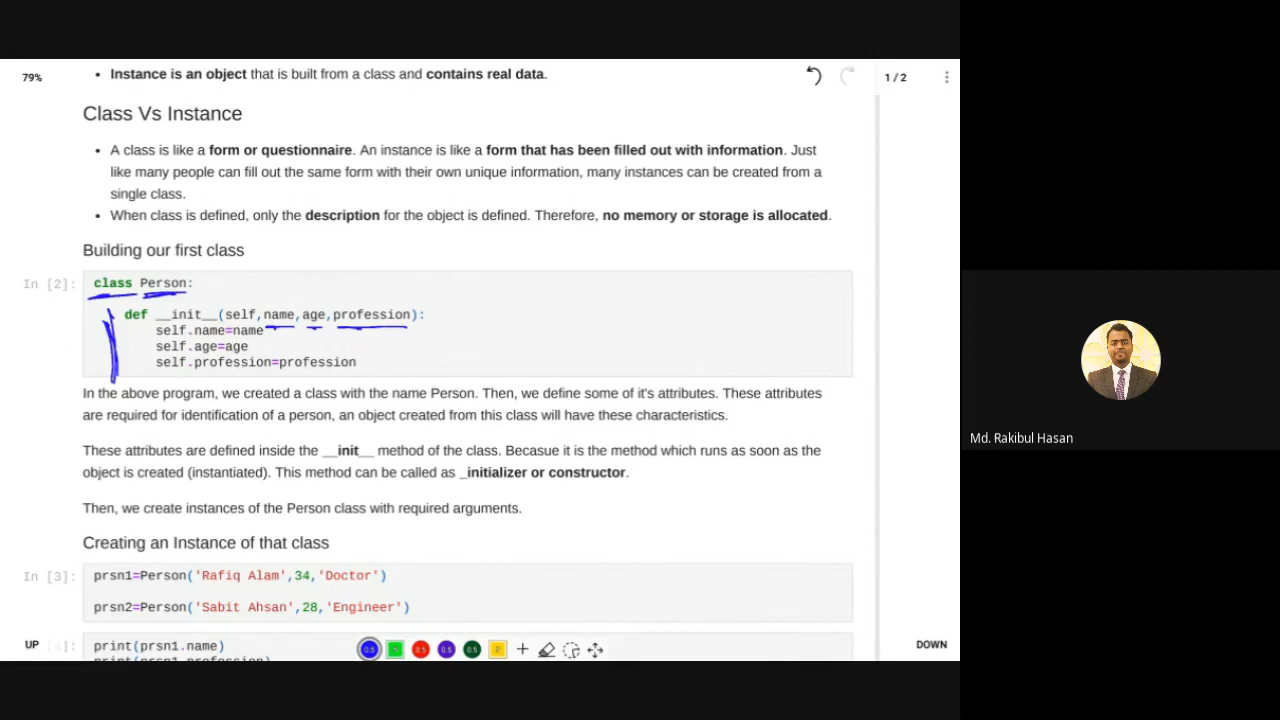 79%
• Instance is an object that is built from a class and contains real data.
1 / 2
Class Vs Instance
• A class is like a form or questionnaire. An instance is like a form that has been filled out with information. Just
like many people can fill out the same form with their own unique information, many instances can be created from a
single class.
• When class is defined, only the description for the object is defined. Therefore, no memory or storage is allocated.
Building our first class
In [2]: class Person:
def __init__(self,name,age,profession):
self.name=name
self.age=age
self.profession=profession
In the above program, we created a class with the name Person. Then, we define some of it's attributes. These attributes
are required for identification of a person, an object created from this class will have these characteristics.
These attributes are defined inside the __init__ method of the class. Becasue it is the method which runs as soon as the
object is created (instantiated). This method can be called as _initializer or constructor.
Then, we create instances of the Person class with required arguments.
Creating an Instance of that class
In [3]: prsn1=Person('Rafiq Alam',34,'Doctor')
prsn2=Person('Sabit Ahsan',28,'Engineer')
UP
print(prsn1.name)
print(prsn1.profession)
DOWN
Md. Rakibul Hasan